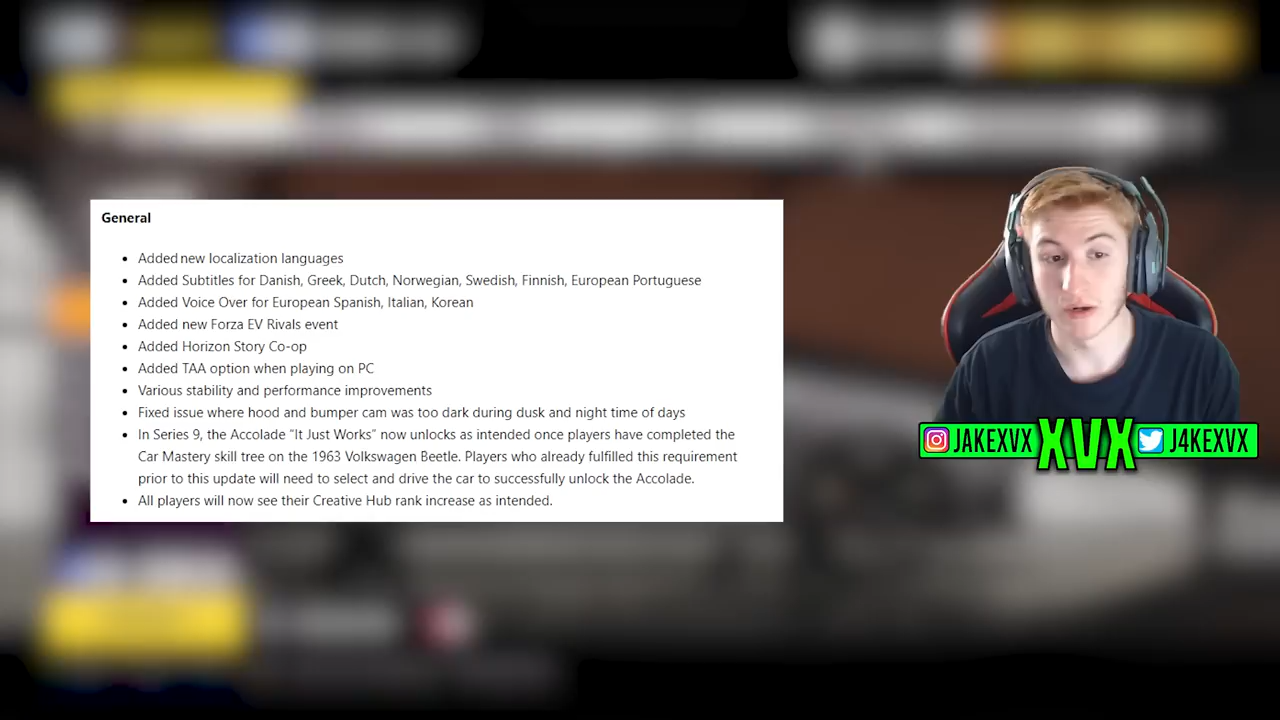 General
• Added new localization languages
• Added Subtitles for Danish, Greek, Dutch, Norwegian, Swedish, Finnish, European Portuguese
• Added Voice Over for European Spanish, Italian, Korean
• Added new Forza EV Rivals event
• Added Horizon Story Co-op
• Added TAA option when playing on PC
• Various stability and performance improvements
• Fixed issue where hood and bumper cam was too dark during dusk and night time of days
• In Series 9, the Accolade “It Just Works” now unlocks as intended once players have completed the
Car Mastery skill tree on the 1963 Volkswagen Beetle. Players who already fulfilled this requirement
prior to this update will need to select and drive the car to successfully unlock the Accolade.
• All players will now see their Creative Hub rank increase as intended.
JAKEXVX XVX J4KEXVX